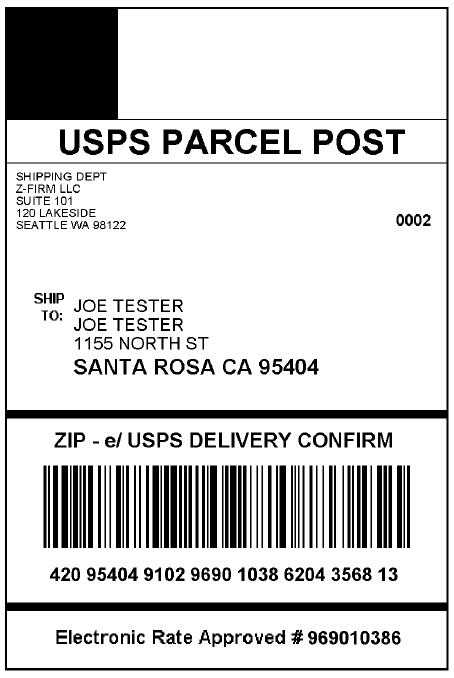 USPS PARCEL POST
SHIPPING DEPT
Z-FIRM LLC
SUITE 101
120 LAKESIDE
SEATTLE WA 98122
0002
SHIP
TO:
JOE TESTER
JOE TESTER
1155 NORTH ST
SANTA ROSA CA 95404
ZIP - e/ USPS DELIVERY CONFIRM
420 95404 9102 9690 1038 6204 3568 13
Electronic Rate Approved # 969010386